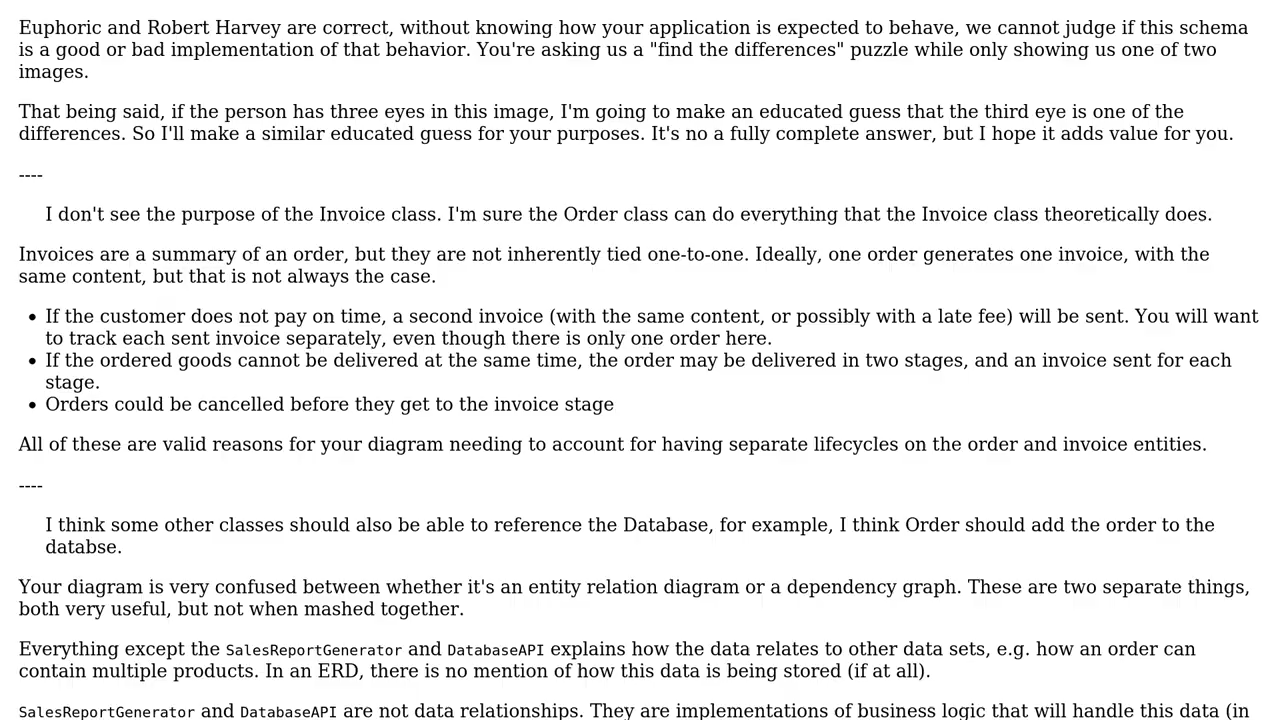 Euphoric and Robert Harvey are correct, without knowing how your application is expected to behave, we cannot judge if this schema
is a good or bad implementation of that behavior. You're asking us a "find the differences" puzzle while only showing us one of two
images.
That being said, if the person has three eyes in this image, I'm going to make an educated guess that the third eye is one of the
differences. So I'll make a similar educated guess for your purposes. It's no a fully complete answer, but I hope it adds value for you.
----
I don't see the purpose of the Invoice class. I'm sure the Order class can do everything that the Invoice class theoretically does.
Invoices are a summary of an order, but they are not inherently tied one-to-one. Ideally, one order generates one invoice, with the
same content, but that is not always the case.
• If the customer does not pay on time, a second invoice (with the same content, or possibly with a late fee) will be sent. You will want
to track each sent invoice separately, even though there is only one order here.
• If the ordered goods cannot be delivered at the same time, the order may be delivered in two stages, and an invoice sent for each
stage.
• Orders could be cancelled before they get to the invoice stage
All of these are valid reasons for your diagram needing to account for having separate lifecycles on the order and invoice entities.
----
I think some other classes should also be able to reference the Database, for example, I think Order should add the order to the
databse.
Your diagram is very confused between whether it's an entity relation diagram or a dependency graph. These are two separate things,
both very useful, but not when mashed together.
Everything except the SalesReportGenerator and DatabaseAPI explains how the data relates to other data sets, e.g. how an order can
contain multiple products. In an ERD, there is no mention of how this data is being stored (if at all).
SalesReportGenerator and DatabaseAPI are not data relationships. They are implementations of business logic that will handle this data (in